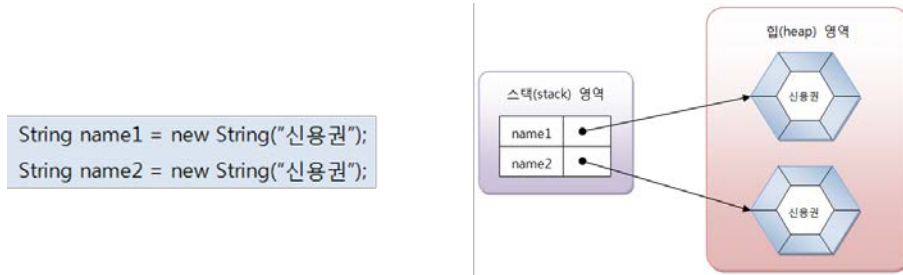 String name1 = new String("신용권");
String name2 = new String("신용권");
스택(stack) 영역
name1
name2
힙(heap) 영역
신용권
신용권